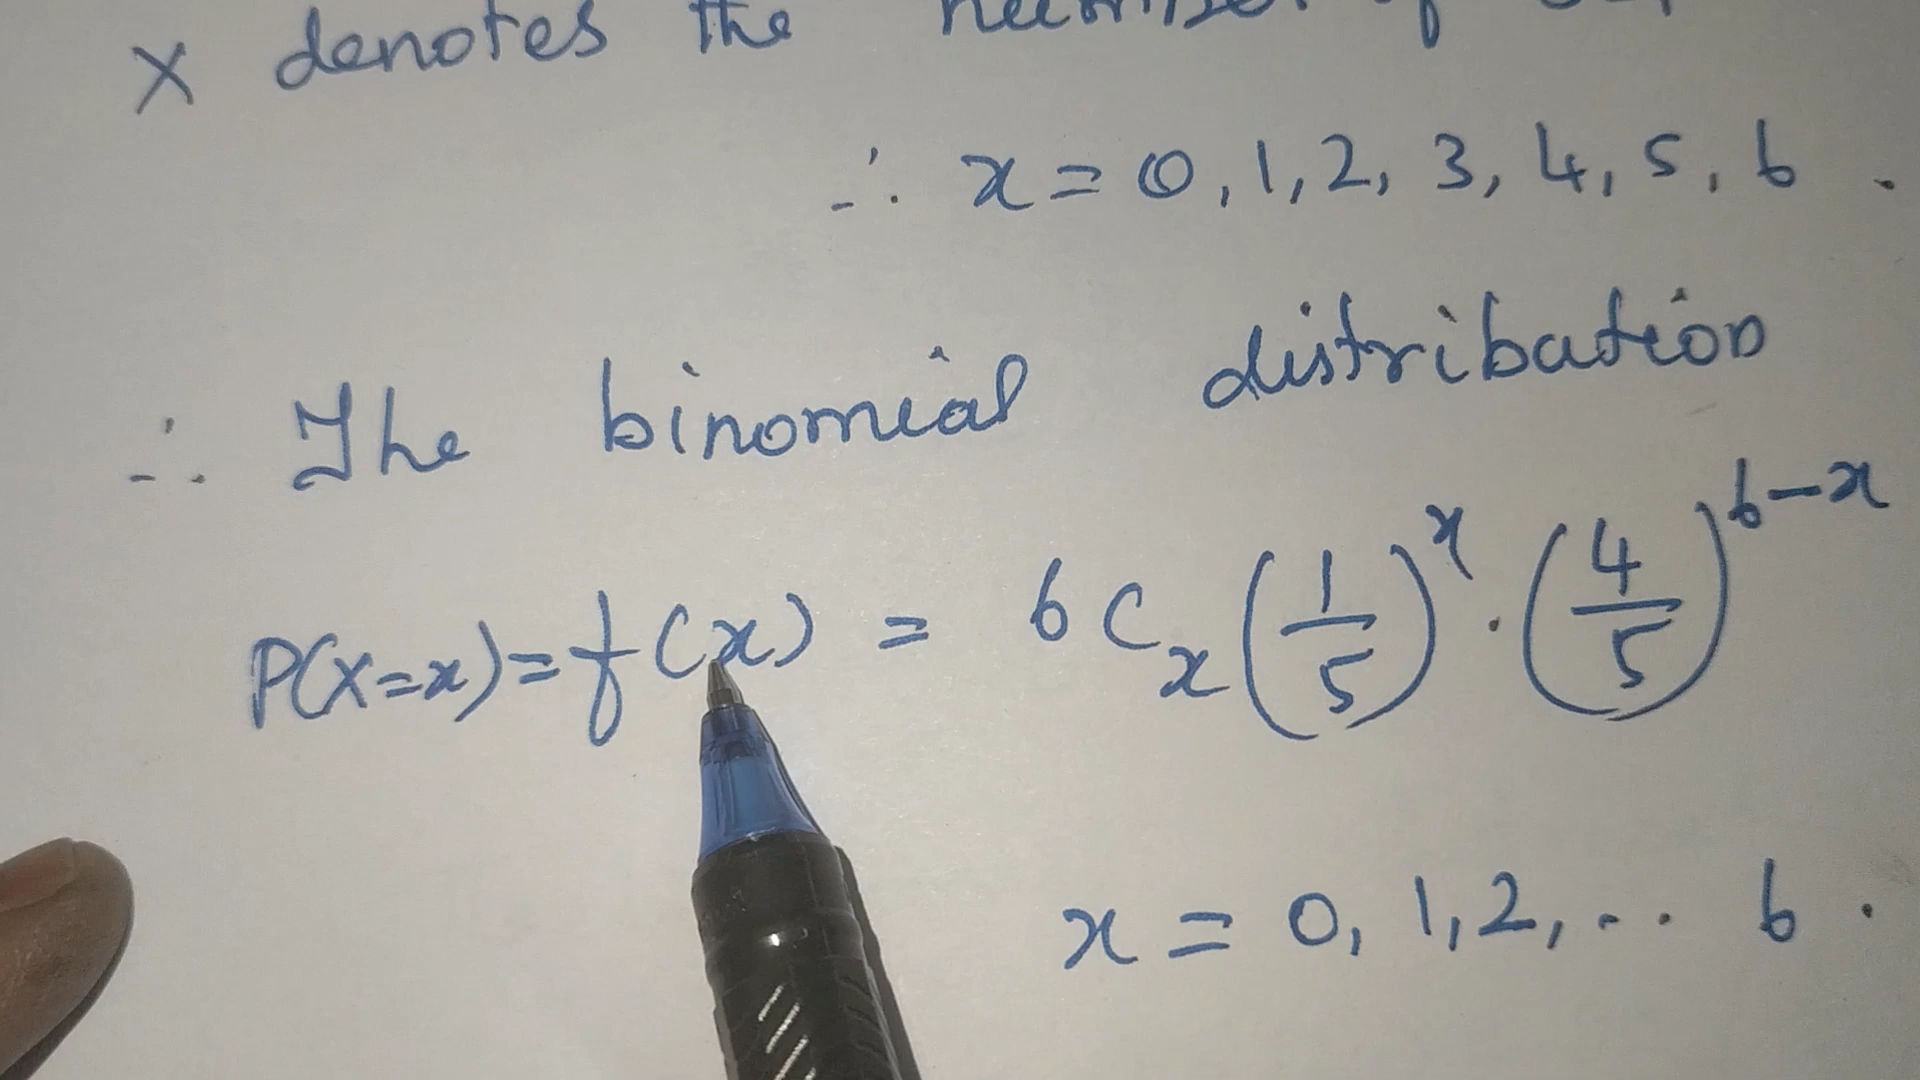 X denotes the
∴ x = 0, 1, 2, 3, 4, 5, 6 .
∴ The binomial distribution
P(X=x) = f(x) = 6Cₓ (1/5)ˣ · (4/5)⁶⁻ˣ
x = 0, 1, 2, ... 6 .